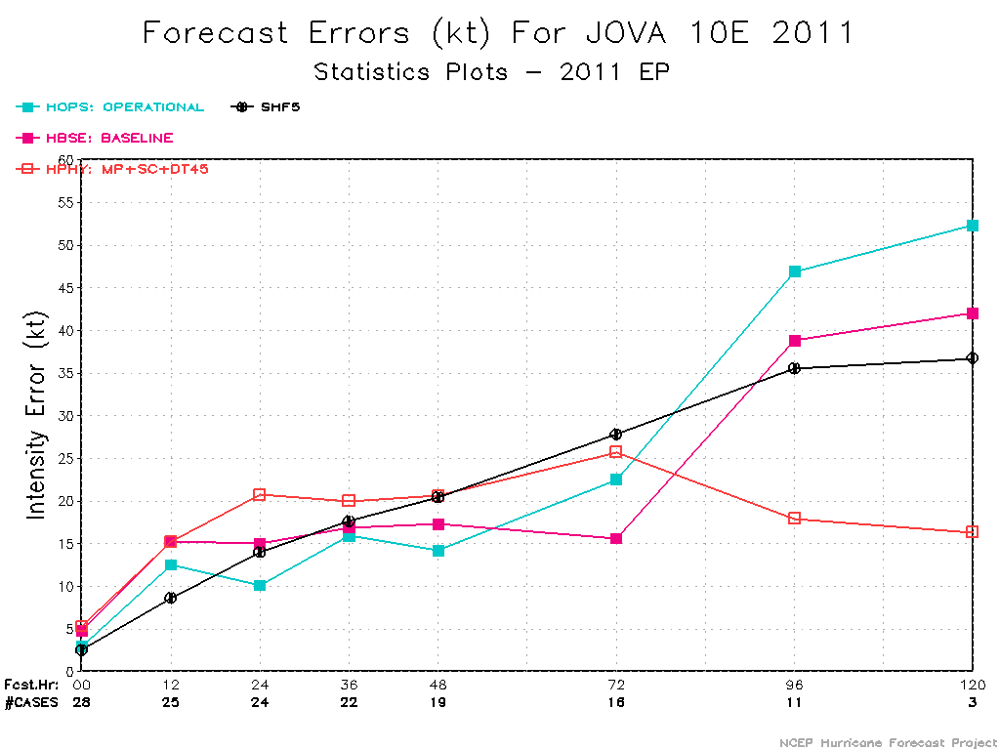 Forecast Errors (kt) For JOVA 10E 2011
Statistics Plots - 2011 EP
HOPS: OPERATIONAL SHF5
HBSE: BASELINE
HPHY: MP+SC+DT45
60
55
50
45
40
35
30
25
20
15
10
5
0
Intensity Error (kt)
Fcst.Hr: 00 12 24 36 48 72 96 120
#CASES 28 25 24 22 19 16 11 3
NCEP Hurricane Forecast Project